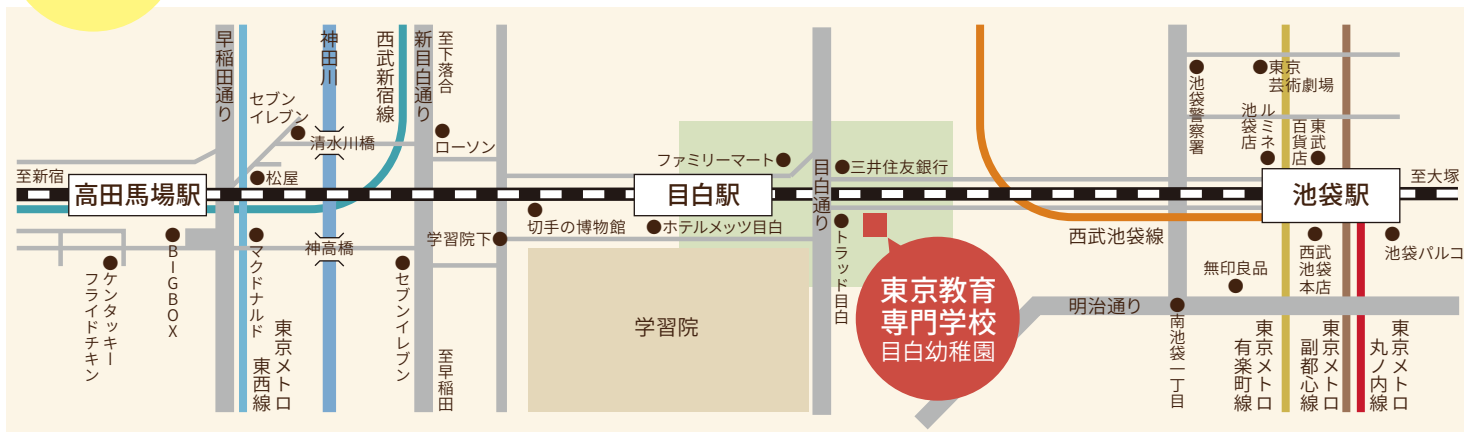 早稲田通り
神田川
西武新宿線
新目白通り
至下落合
セブン
イレブン
清水川橋
ローソン
松屋
至新宿
高田馬場駅
BIGBOX
ケンタッキー
フライドチキン
マクドナルド
東京メトロ
東西線
神高橋
セブンイレブン
至早稲田
学習院下
切手の博物館
ファミリーマート
目白駅
ホテルメッツ目白
学習院
目白通り
三井住友銀行
トラッド目白
東京教育
専門学校
目白幼稚園
西武池袋線
明治通り
池袋警察署
東京
芸術劇場
ルミネ
池袋店
東武
百貨店
池袋駅
至大塚
無印良品
西武
池袋
本店
池袋パルコ
南池袋一丁目
東京メトロ
有楽町線
東京メトロ
副都心線
東京メトロ
丸ノ内線